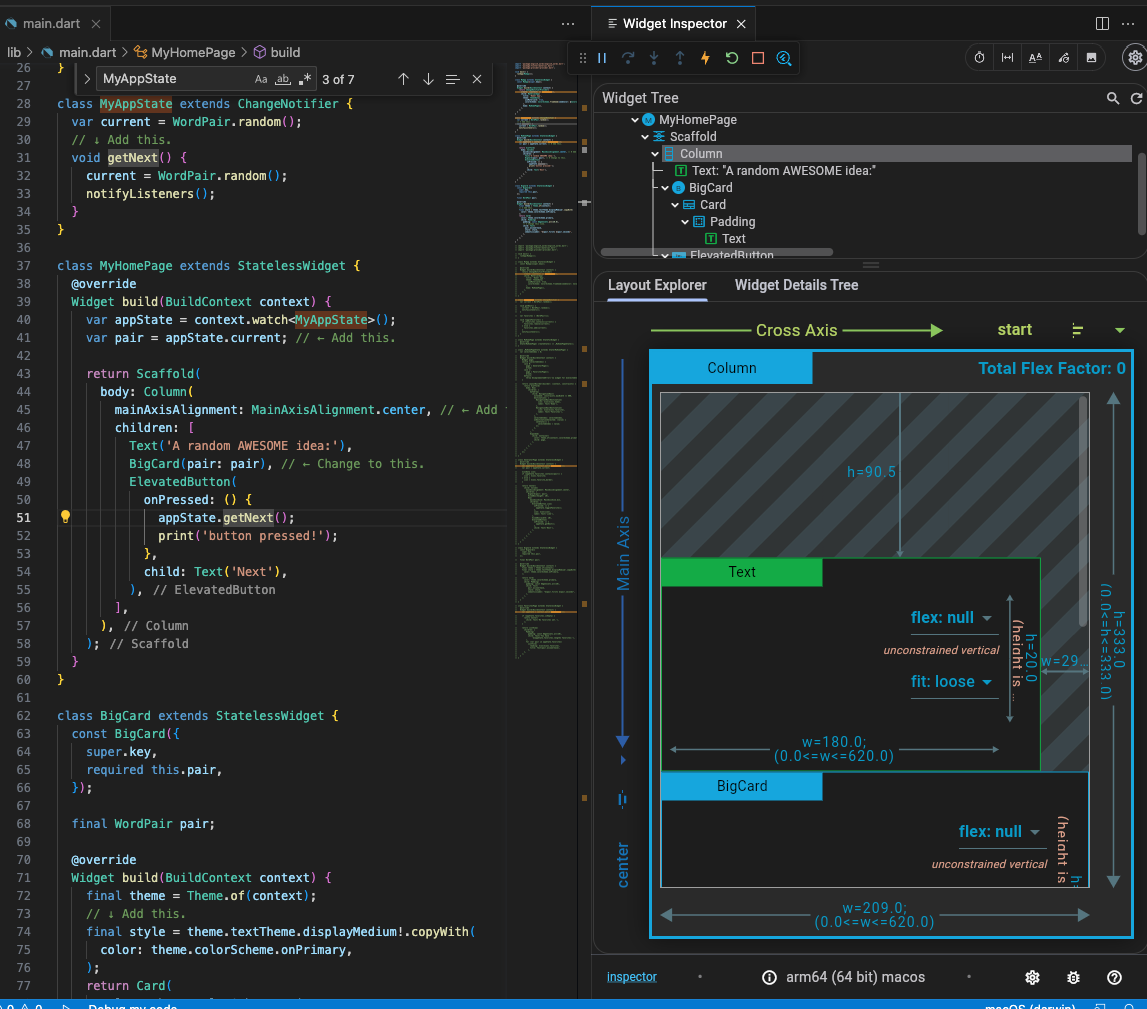 main.dart
Widget Inspector
lib > main.dart > MyHomePage > build
MyAppState
Aa
ab
3 of 7
26 }
27
28 class MyAppState extends ChangeNotifier {
29 var current = WordPair.random();
30 // ↓ Add this.
31 void getNext() {
32 current = WordPair.random();
33 notifyListeners();
34 }
35 }
36
37 class MyHomePage extends StatelessWidget {
38 @override
39 Widget build(BuildContext context) {
40 var appState = context.watch<MyAppState>();
41 var pair = appState.current; // ← Add this.
42
43 return Scaffold(
44 body: Column(
45 mainAxisAlignment: MainAxisAlignment.center, // ← Add
46 children: [
47 Text('A random AWESOME idea:'),
48 BigCard(pair: pair), // ← Change to this.
49 ElevatedButton(
50 onPressed: () {
51 appState.getNext();
52 print('button pressed!');
53 },
54 child: Text('Next'),
55 ), // ElevatedButton
56 ],
57 ), // Column
58 ); // Scaffold
59 }
60 }
61
62 class BigCard extends StatelessWidget {
63 const BigCard({
64 super.key,
65 required this.pair,
66 });
67
68 final WordPair pair;
69
70 @override
71 Widget build(BuildContext context) {
72 final theme = Theme.of(context);
73 // ↓ Add this.
74 final style = theme.textTheme.displayMedium!.copyWith(
75 color: theme.colorScheme.onPrimary,
76 );
77 return Card(
Widget Tree
M MyHomePage
Scaffold
Column
T Text: "A random AWESOME idea:"
B BigCard
Card
Padding
T Text
ElevatedButton
Layout Explorer
Widget Details Tree
Cross Axis
start
Column
Total Flex Factor: 0
h=90.5
Main Axis
center
Text
flex: null
unconstrained vertical
fit: loose
h=20.0
(height is ...
w=29...
w=180.0;
(0.0<=w<=620.0)
h=333.0
(0.0<=h<=333.0)
BigCard
flex: null
unconstrained vertical
(height is
h=
w=209.0;
(0.0<=w<=620.0)
inspector
•
arm64 (64 bit) macos
•
0
0
Debug my code
macOS (darwin)